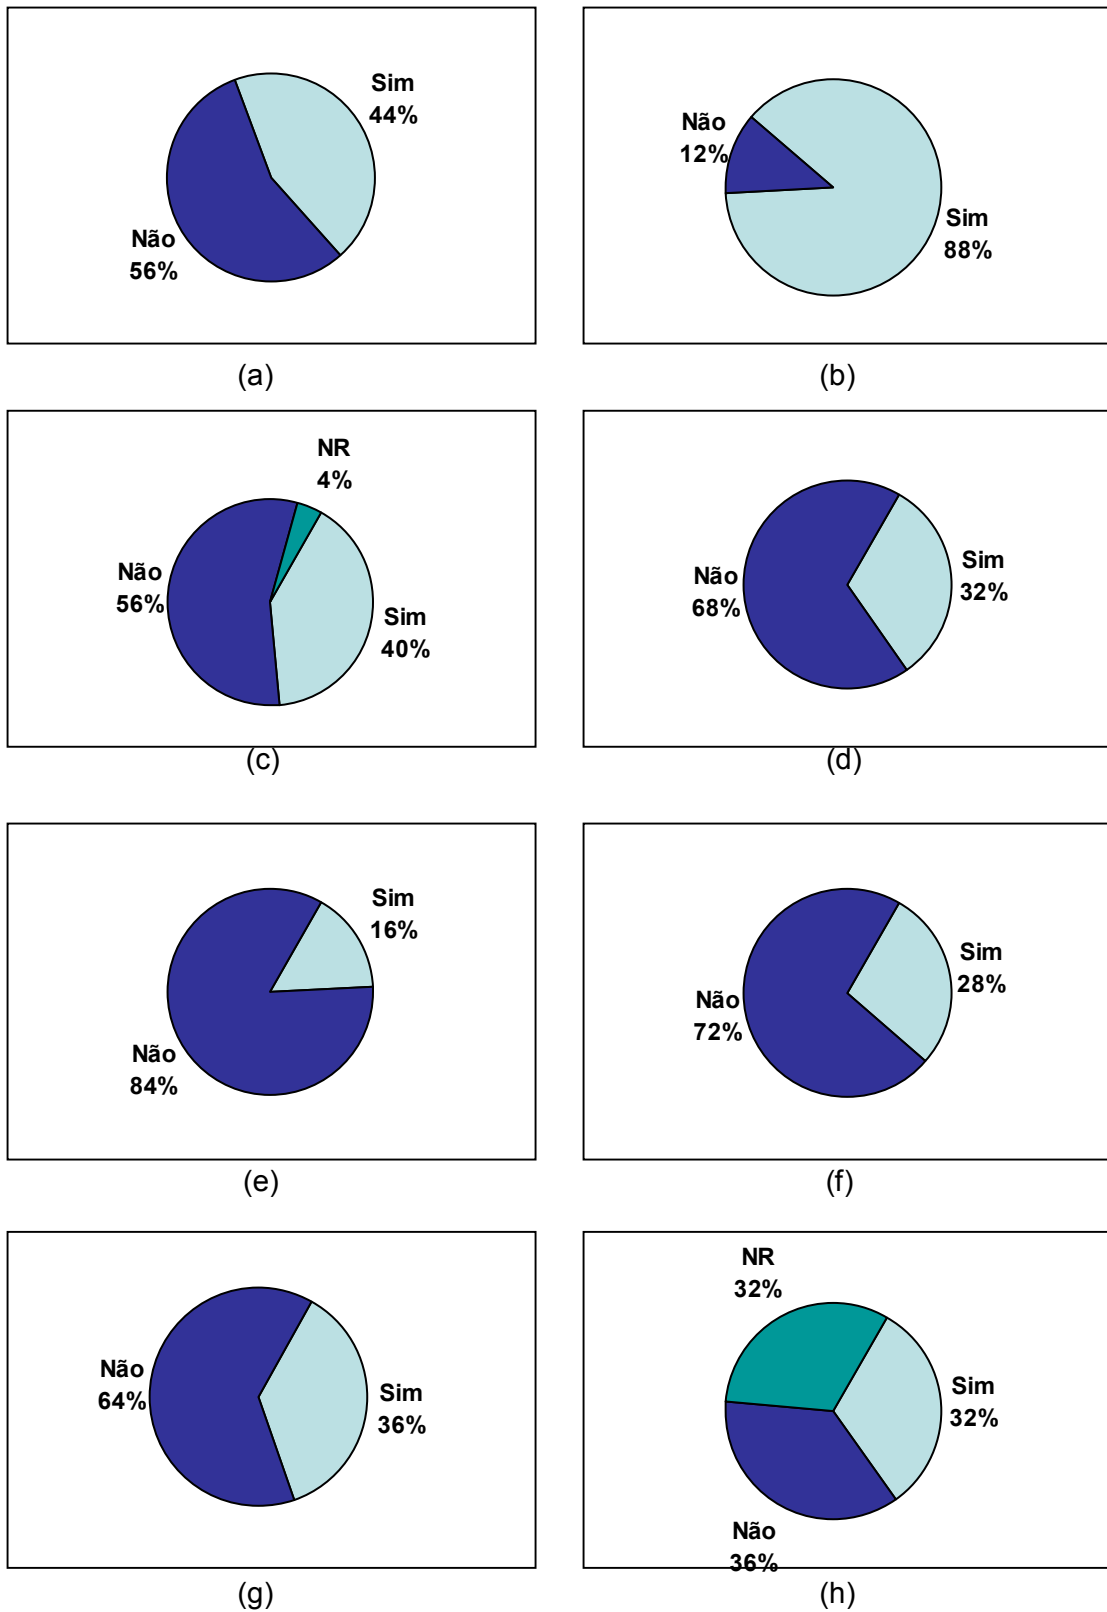 Sim
44%
Não
56%
(a)
Não
12%
Sim
88%
(b)
NR
4%
Não
56%
Sim
40%
(c)
Sim
32%
Não
68%
(d)
Sim
16%
Não
84%
(e)
Sim
28%
Não
72%
(f)
Não
64%
Sim
36%
(g)
NR
32%
Sim
32%
Não
36%
(h)